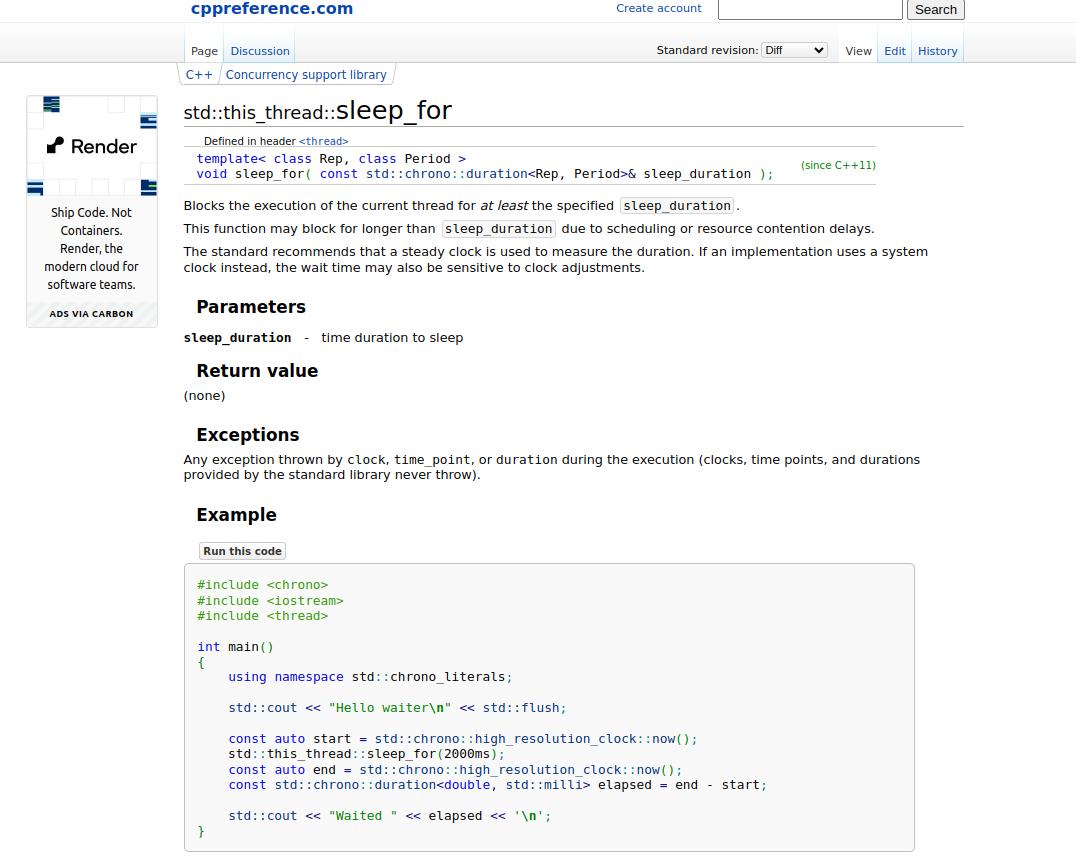 cppreference.com
Create account
Search
Page Discussion
Standard revision: Diff View Edit History
C++ Concurrency support library
std::this_thread::sleep_for
Defined in header <thread>
template< class Rep, class Period >
void sleep_for( const std::chrono::duration<Rep, Period>& sleep_duration );
(since C++11)
Blocks the execution of the current thread for at least the specified sleep_duration.
This function may block for longer than sleep_duration due to scheduling or resource contention delays.
The standard recommends that a steady clock is used to measure the duration. If an implementation uses a system
clock instead, the wait time may also be sensitive to clock adjustments.
Render
Ship Code. Not
Containers.
Render, the
modern cloud for
software teams.
ADS VIA CARBON
Parameters
sleep_duration - time duration to sleep
Return value
(none)
Exceptions
Any exception thrown by clock, time_point, or duration during the execution (clocks, time points, and durations
provided by the standard library never throw).
Example
Run this code
#include <chrono>
#include <iostream>
#include <thread>
int main()
{
    using namespace std::chrono_literals;
    std::cout << "Hello waiter\n" << std::flush;
    const auto start = std::chrono::high_resolution_clock::now();
    std::this_thread::sleep_for(2000ms);
    const auto end = std::chrono::high_resolution_clock::now();
    const std::chrono::duration<double, std::milli> elapsed = end - start;
    std::cout << "Waited " << elapsed << '\n';
}